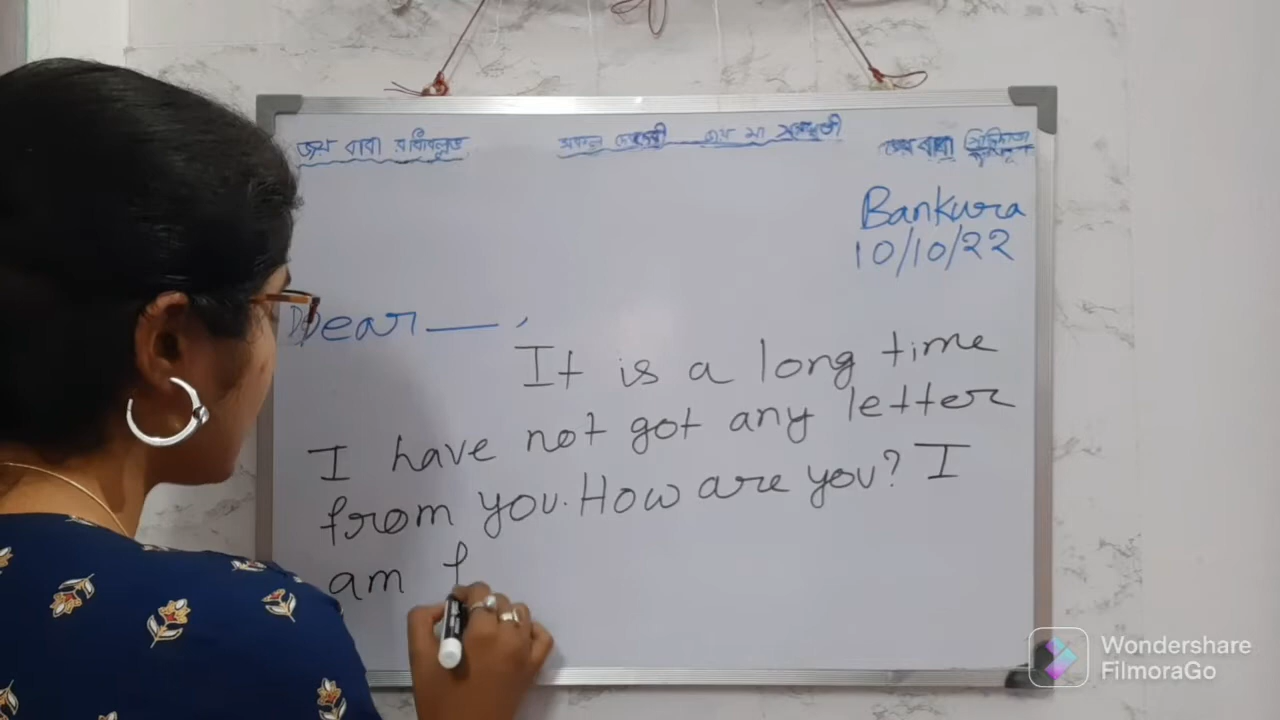 জয় বাবা
Bankura
10/10/22
Dear — ,
It is a long time
I have not got any letter
from you. How are you? I
am f
Wondershare
FilmoraGo